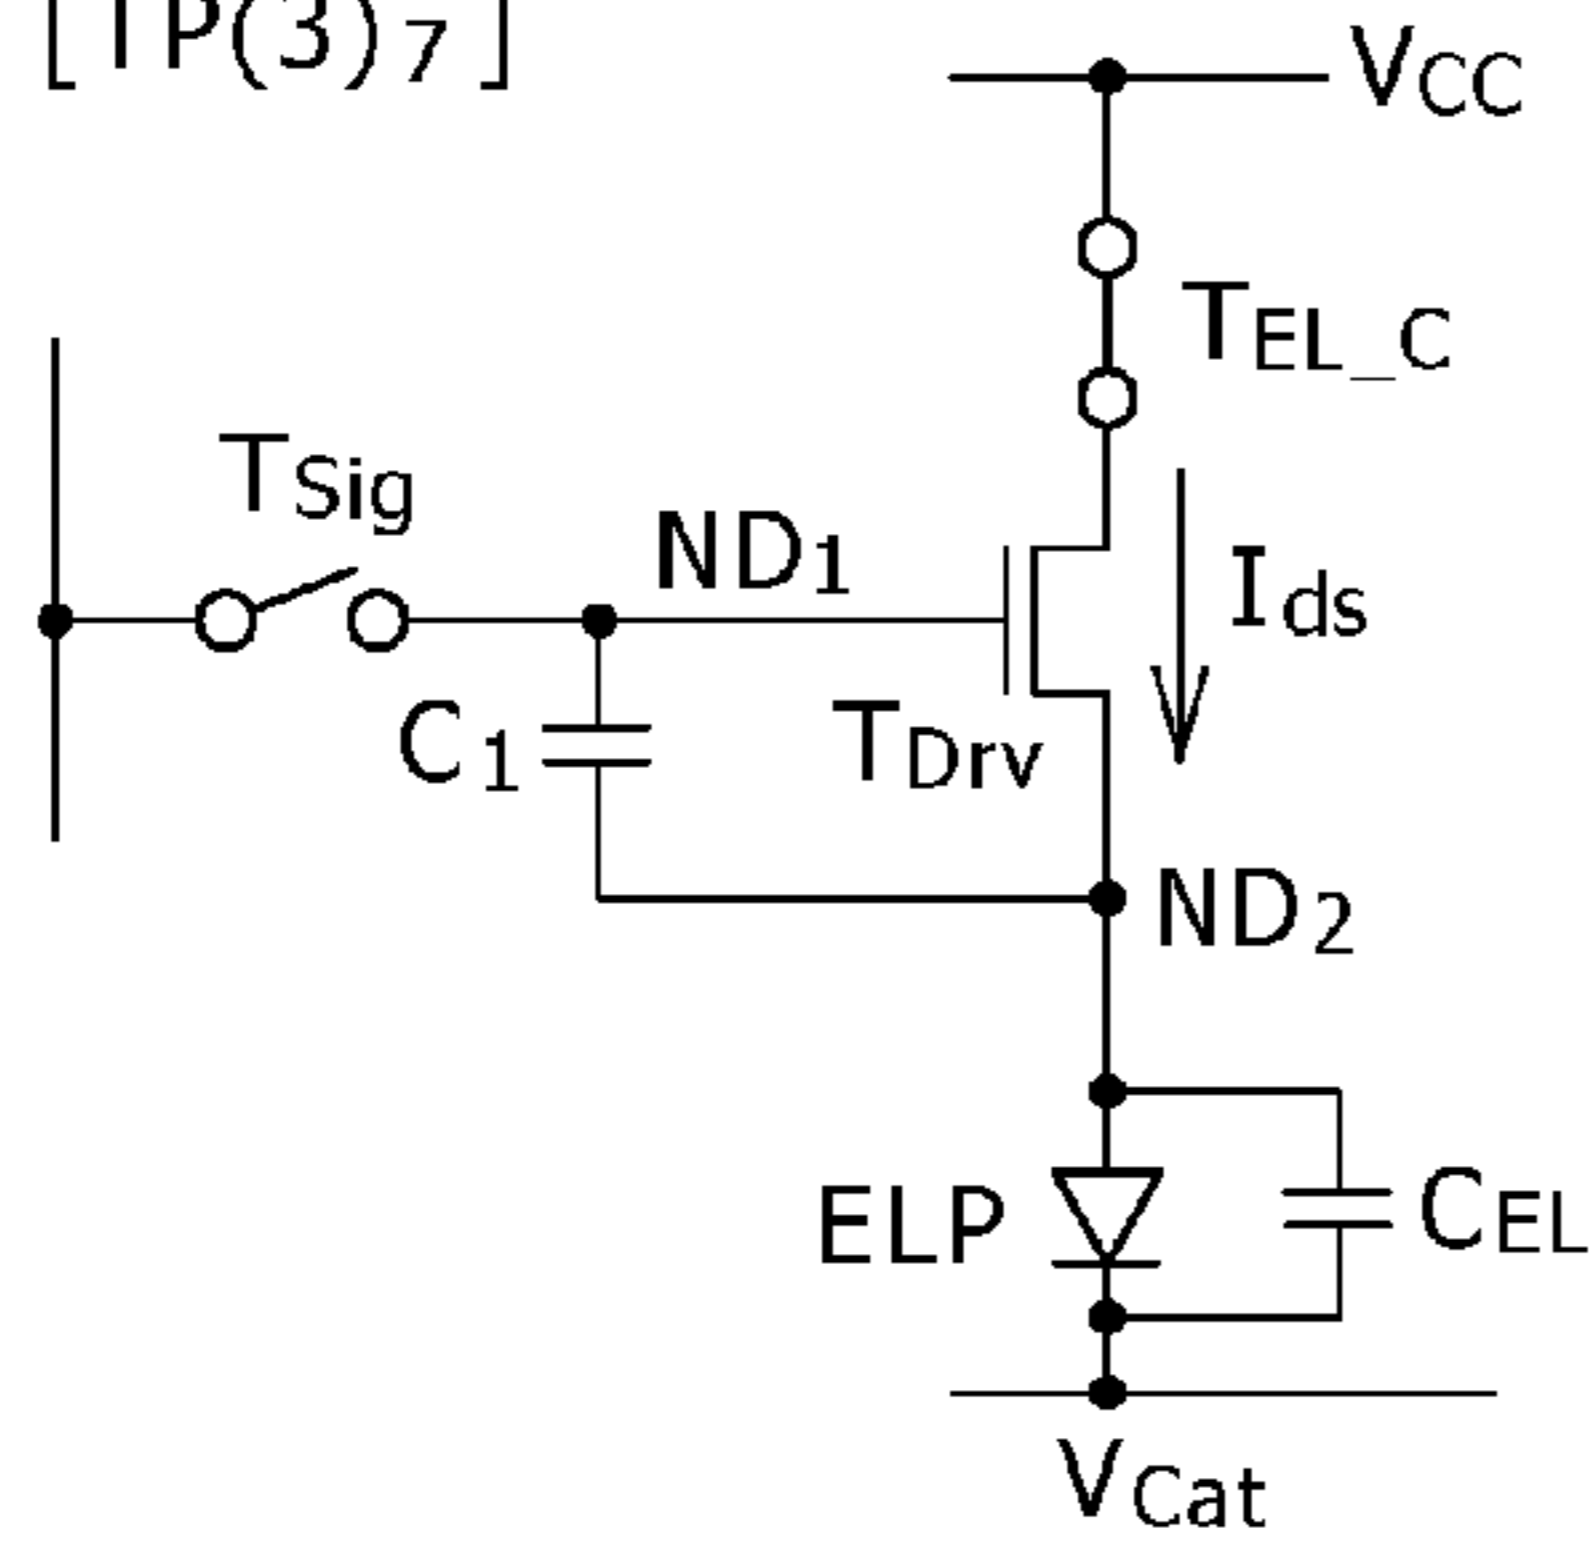 [TP(3)7]
VCC
TEL_C
TSig
ND1
Ids
C1
TDrv
ND2
ELP
CEL
VCat